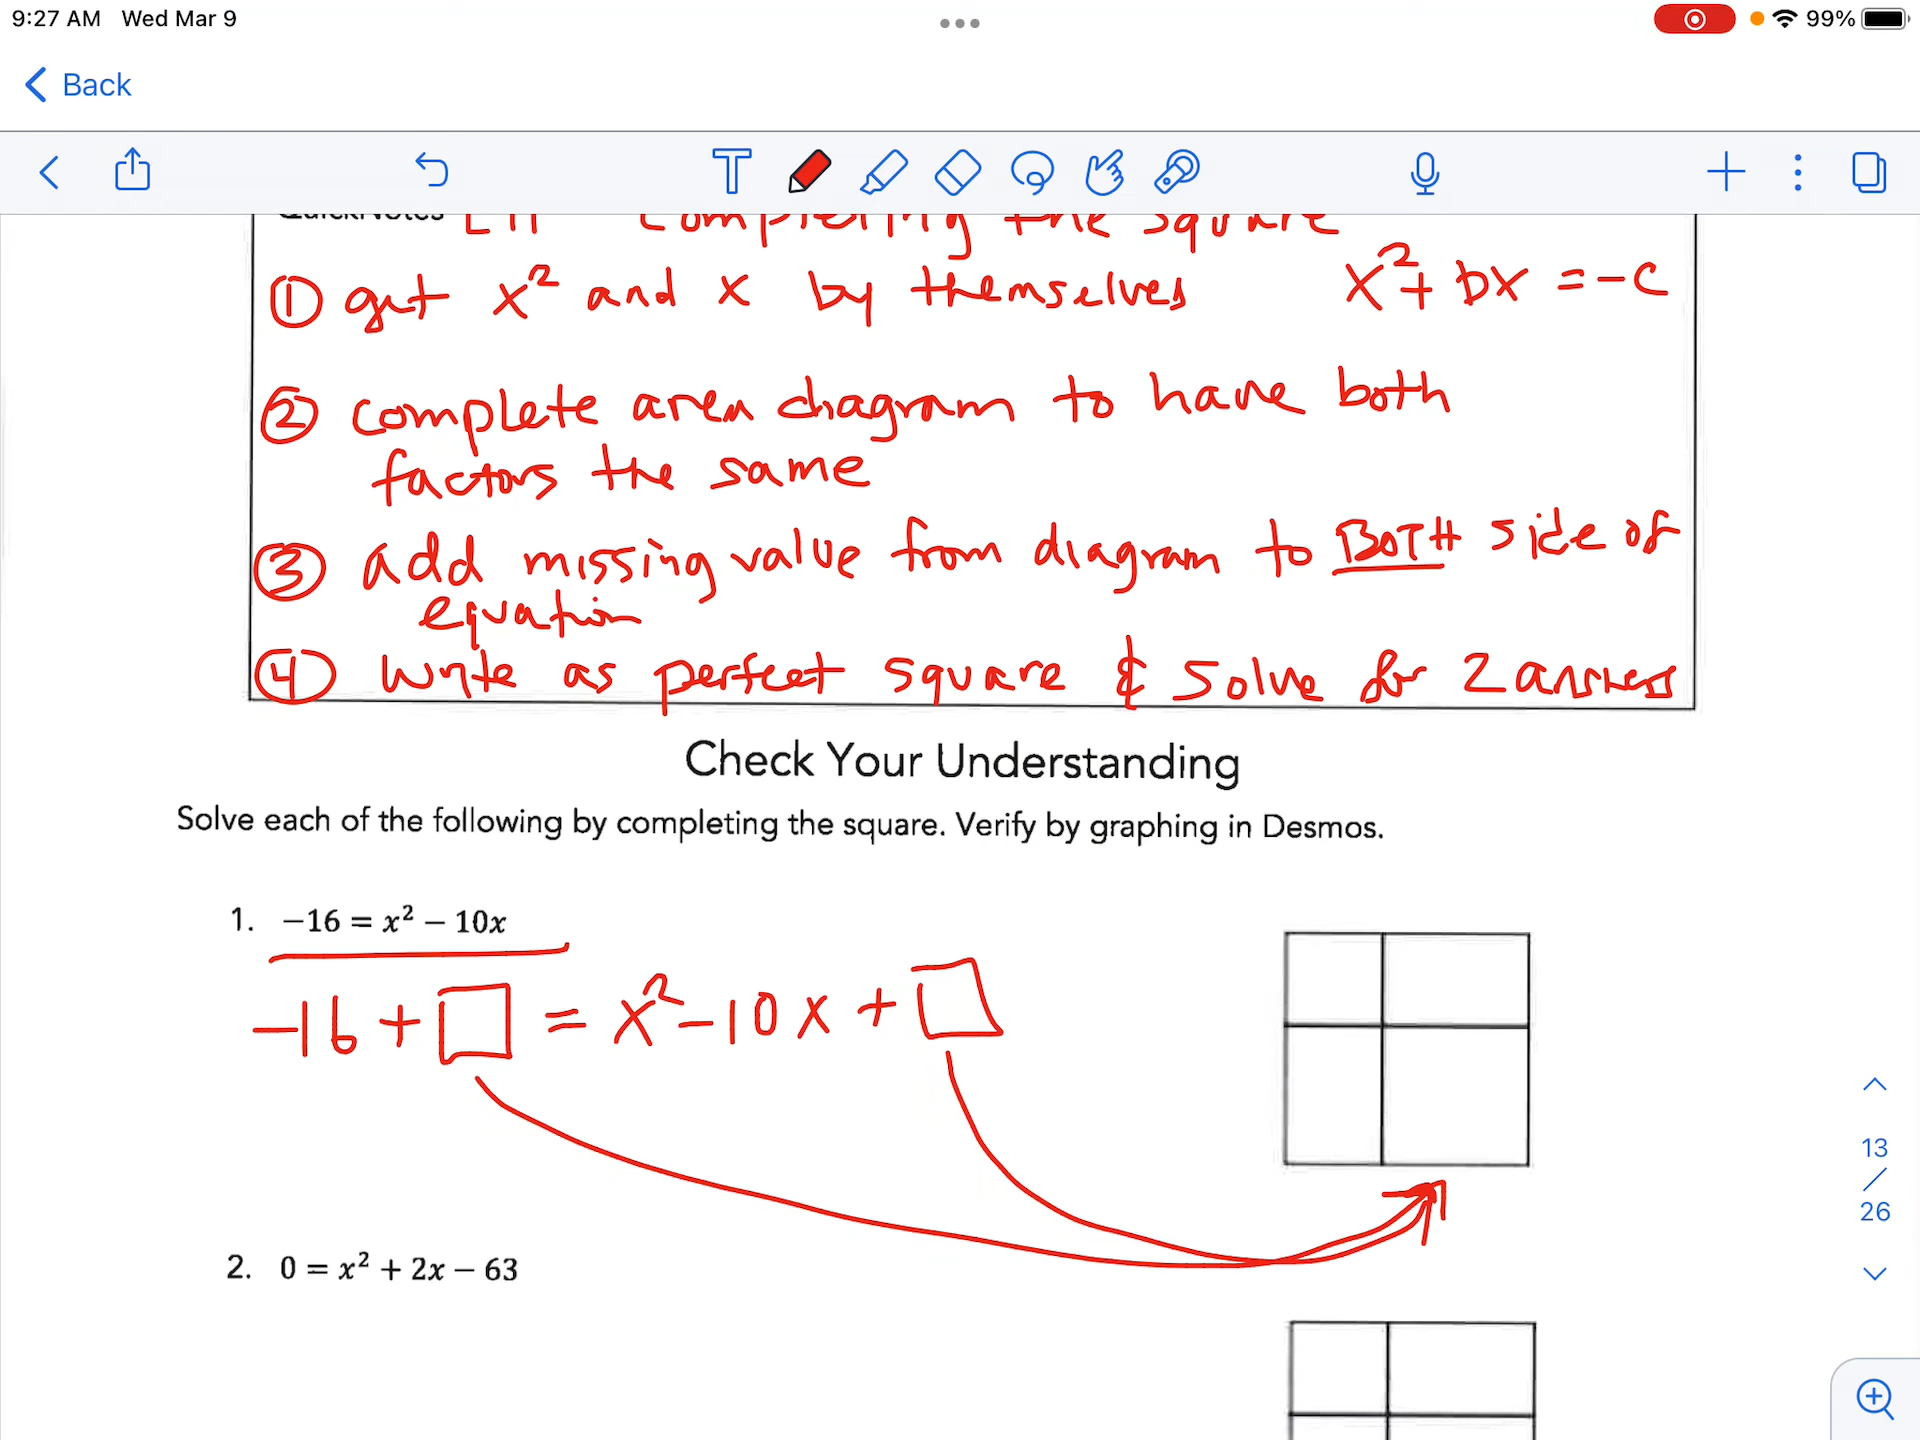 9:27 AM Wed Mar 9
99%
Back
QuickNotes completing the square
① get x² and x by themselves x² + bx = -c
② complete area diagram to have both
factors the same
③ add missing value from diagram to BOTH side of
equation
④ write as perfect square & solve for 2 answers
Check Your Understanding
Solve each of the following by completing the square. Verify by graphing in Desmos.
1. −16 = x² − 10x
-16 + □ = x² - 10x + □
13
/
26
2. 0 = x² + 2x − 63